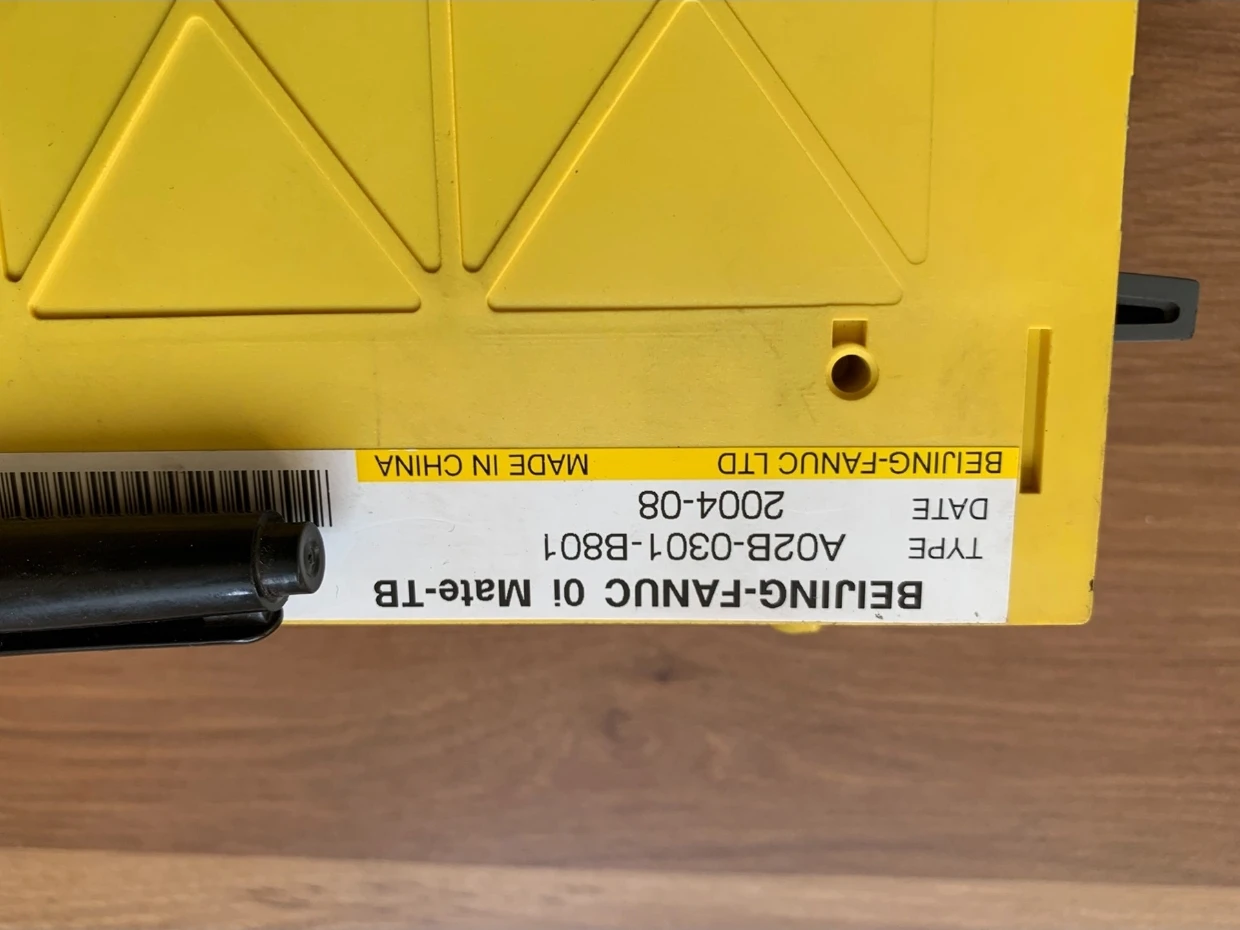 BEIJING-FANUC 0i Mate-TB
TYPE A02B-0301-B801
DATE 2004-08
BEIJING-FANUC LTD MADE IN CHINA